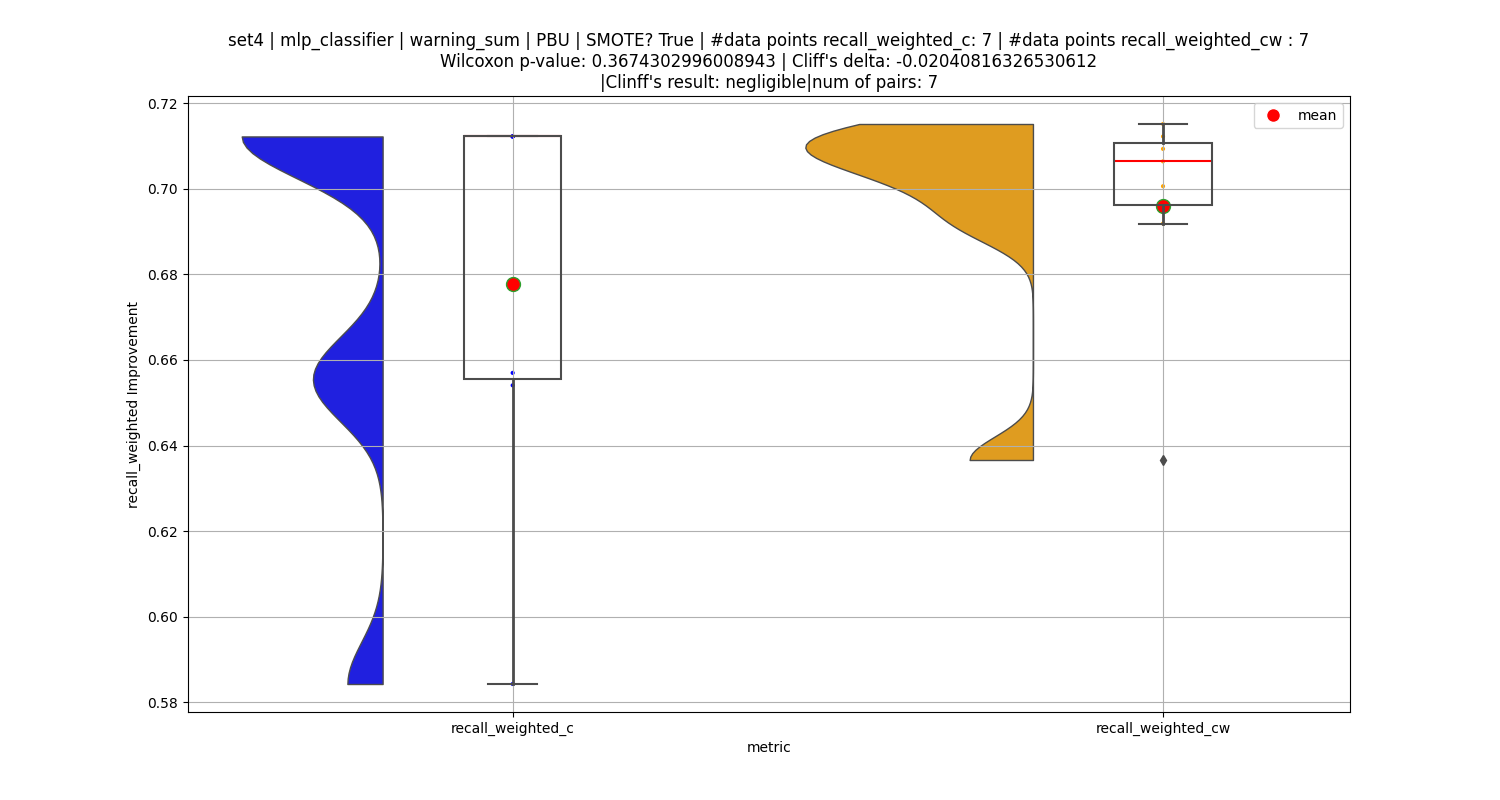 set4 | mlp_classifier | warning_sum | PBU | SMOTE? True | #data points recall_weighted_c: 7 | #data points recall_weighted_cw : 7
Wilcoxon p-value: 0.3674302996008943 | Cliff's delta: -0.02040816326530612
|Clinff's result: negligible|num of pairs: 7
mean
0.72
0.70
0.68
0.66
0.64
0.62
0.60
0.58
recall_weighted Improvement
recall_weighted_c
recall_weighted_cw
metric